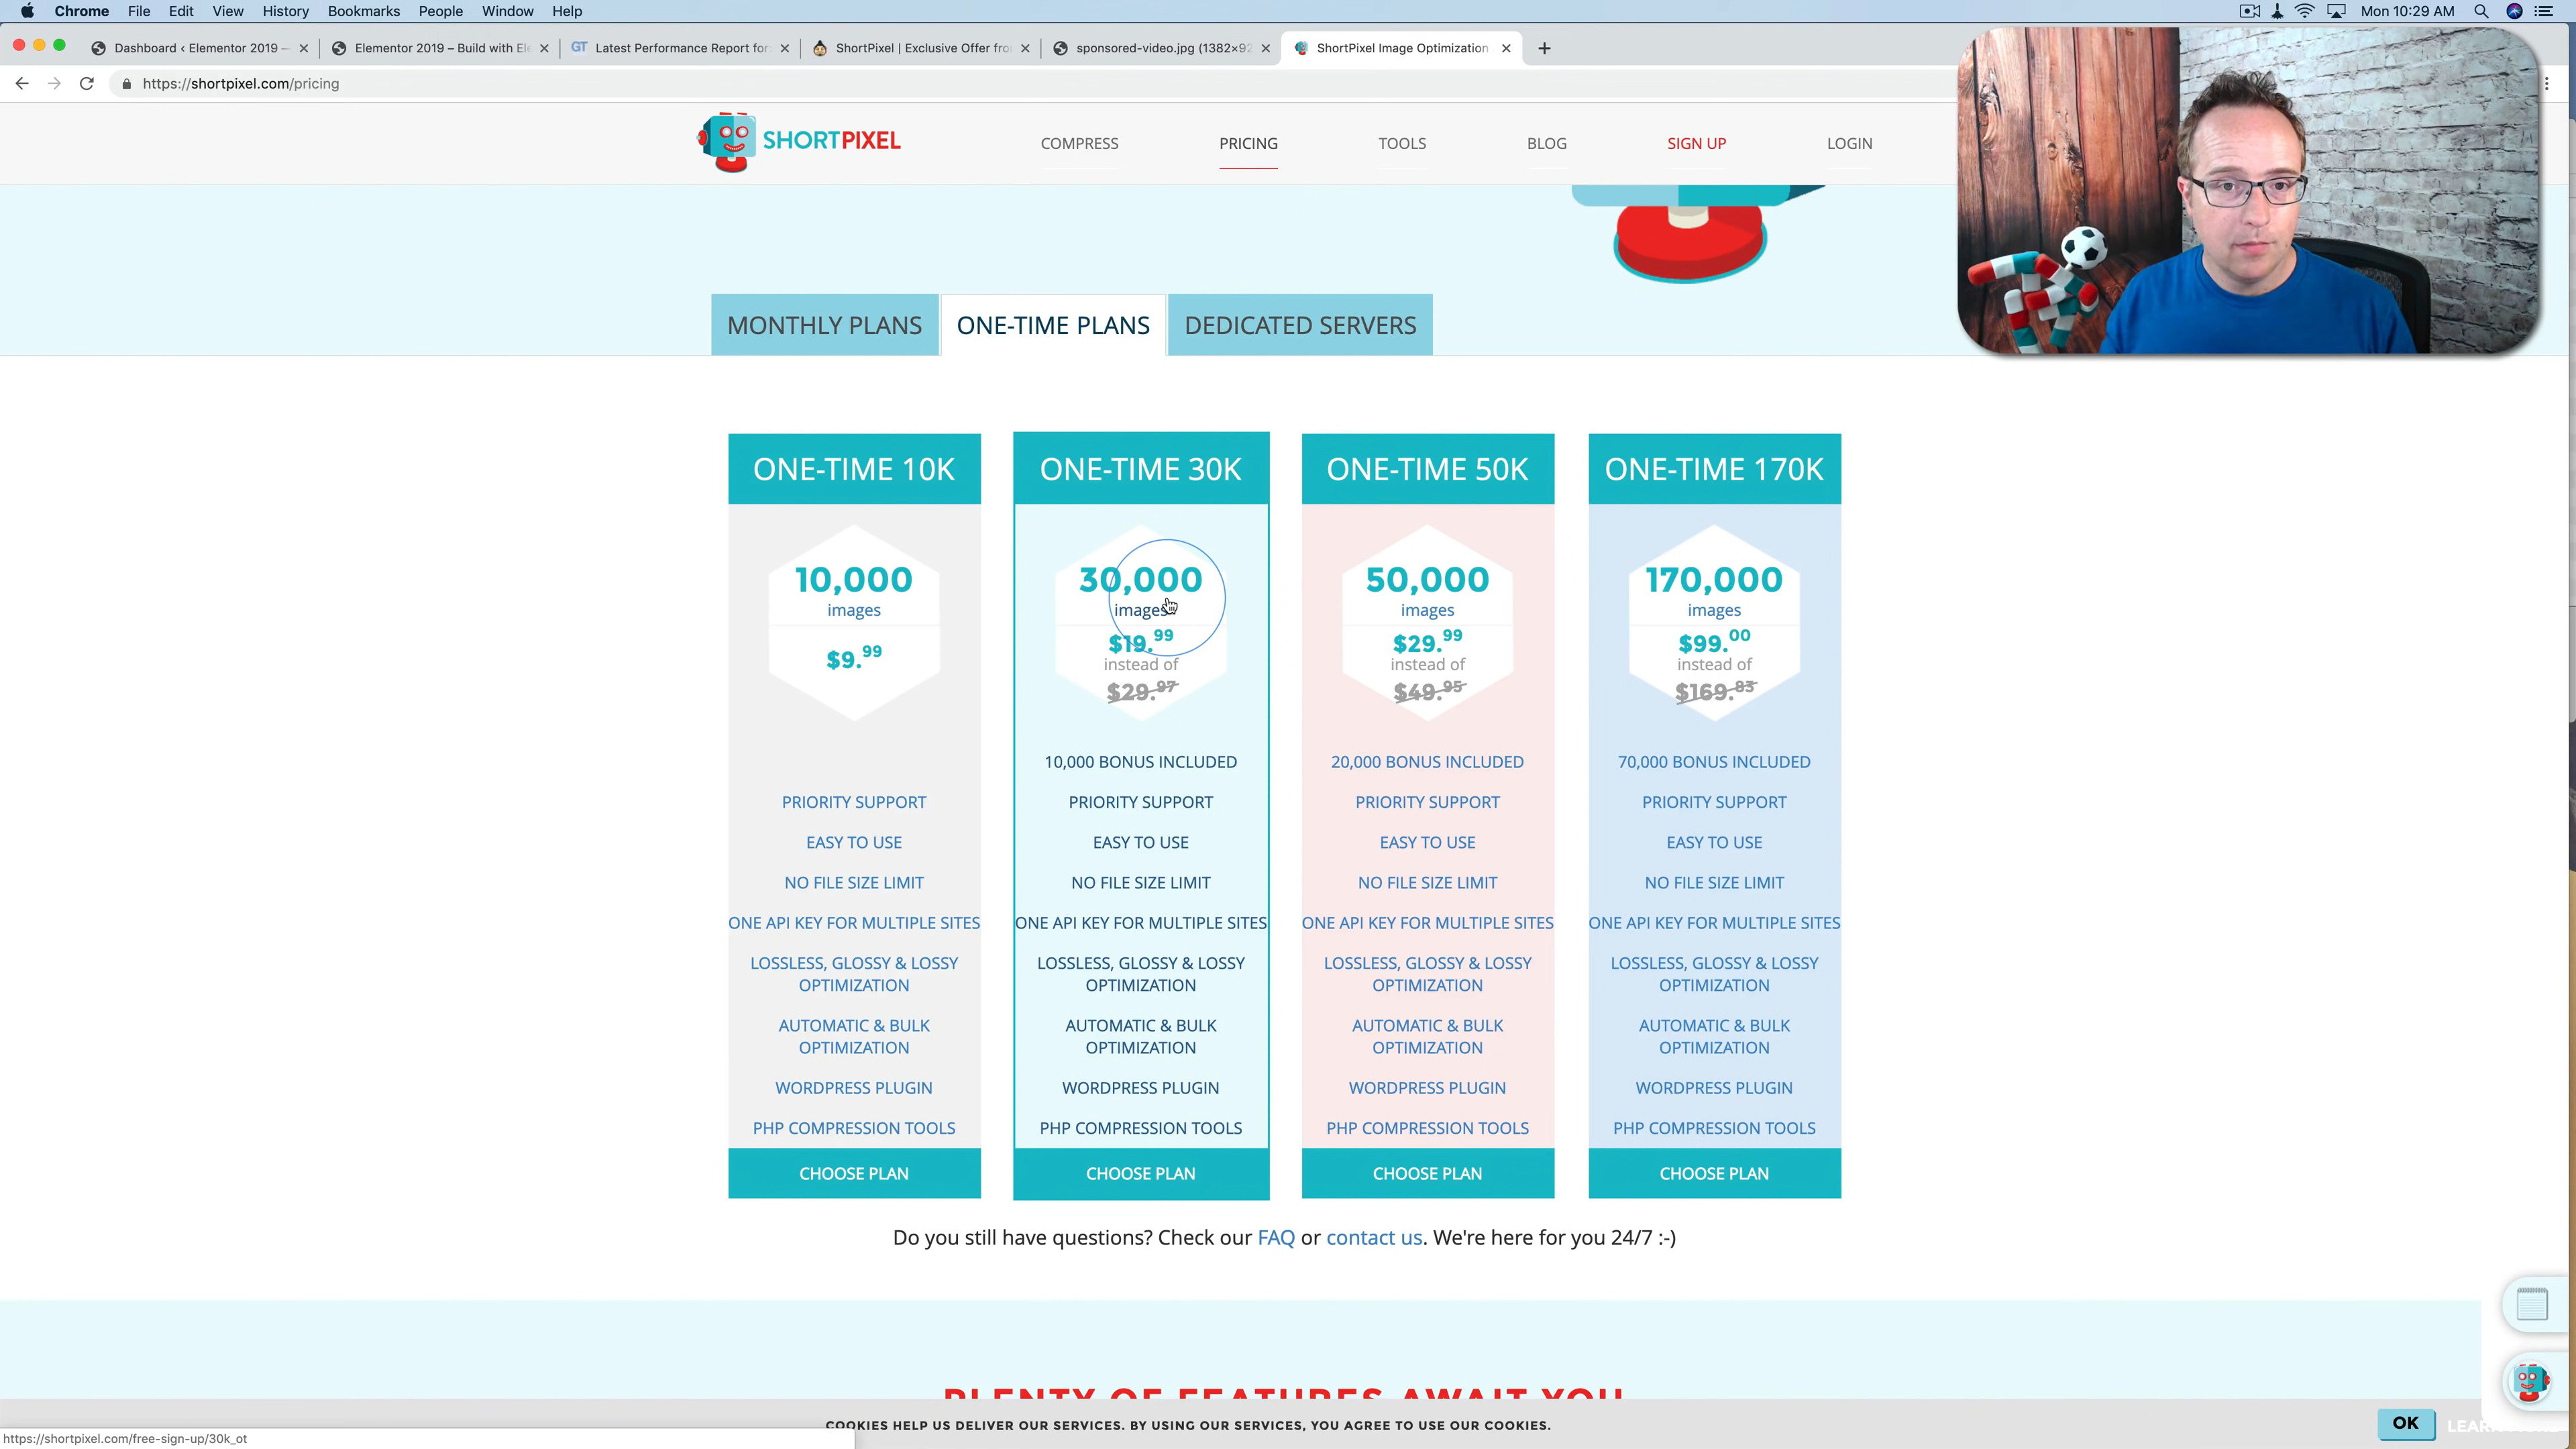 Chrome File Edit View History Bookmarks People Window Help Mon 10:29 AM
Dashboard ‹ Elementor 2019 — Elementor 2019 – Build with Ele GT Latest Performance Report for: ShortPixel | Exclusive Offer fro sponsored-video.jpg (1382×92 ShortPixel Image Optimization
https://shortpixel.com/pricing
SHORTPIXEL COMPRESS PRICING TOOLS BLOG SIGN UP LOGIN
MONTHLY PLANS ONE-TIME PLANS DEDICATED SERVERS
ONE-TIME 10K
10,000
images
$9.99
PRIORITY SUPPORT
EASY TO USE
NO FILE SIZE LIMIT
ONE API KEY FOR MULTIPLE SITES
LOSSLESS, GLOSSY & LOSSY
OPTIMIZATION
AUTOMATIC & BULK
OPTIMIZATION
WORDPRESS PLUGIN
PHP COMPRESSION TOOLS
CHOOSE PLAN
ONE-TIME 30K
30,000
images
$19.99
instead of
$29.97
10,000 BONUS INCLUDED
PRIORITY SUPPORT
EASY TO USE
NO FILE SIZE LIMIT
ONE API KEY FOR MULTIPLE SITES
LOSSLESS, GLOSSY & LOSSY
OPTIMIZATION
AUTOMATIC & BULK
OPTIMIZATION
WORDPRESS PLUGIN
PHP COMPRESSION TOOLS
CHOOSE PLAN
ONE-TIME 50K
50,000
images
$29.99
instead of
$49.95
20,000 BONUS INCLUDED
PRIORITY SUPPORT
EASY TO USE
NO FILE SIZE LIMIT
ONE API KEY FOR MULTIPLE SITES
LOSSLESS, GLOSSY & LOSSY
OPTIMIZATION
AUTOMATIC & BULK
OPTIMIZATION
WORDPRESS PLUGIN
PHP COMPRESSION TOOLS
CHOOSE PLAN
ONE-TIME 170K
170,000
images
$99.00
instead of
$169.83
70,000 BONUS INCLUDED
PRIORITY SUPPORT
EASY TO USE
NO FILE SIZE LIMIT
ONE API KEY FOR MULTIPLE SITES
LOSSLESS, GLOSSY & LOSSY
OPTIMIZATION
AUTOMATIC & BULK
OPTIMIZATION
WORDPRESS PLUGIN
PHP COMPRESSION TOOLS
CHOOSE PLAN
Do you still have questions? Check our FAQ or contact us. We're here for you 24/7 :-)
PLENTY OF FEATURES AWAIT YOU
COOKIES HELP US DELIVER OUR SERVICES. BY USING OUR SERVICES, YOU AGREE TO USE OUR COOKIES. OK
https://shortpixel.com/free-sign-up/30k_ot